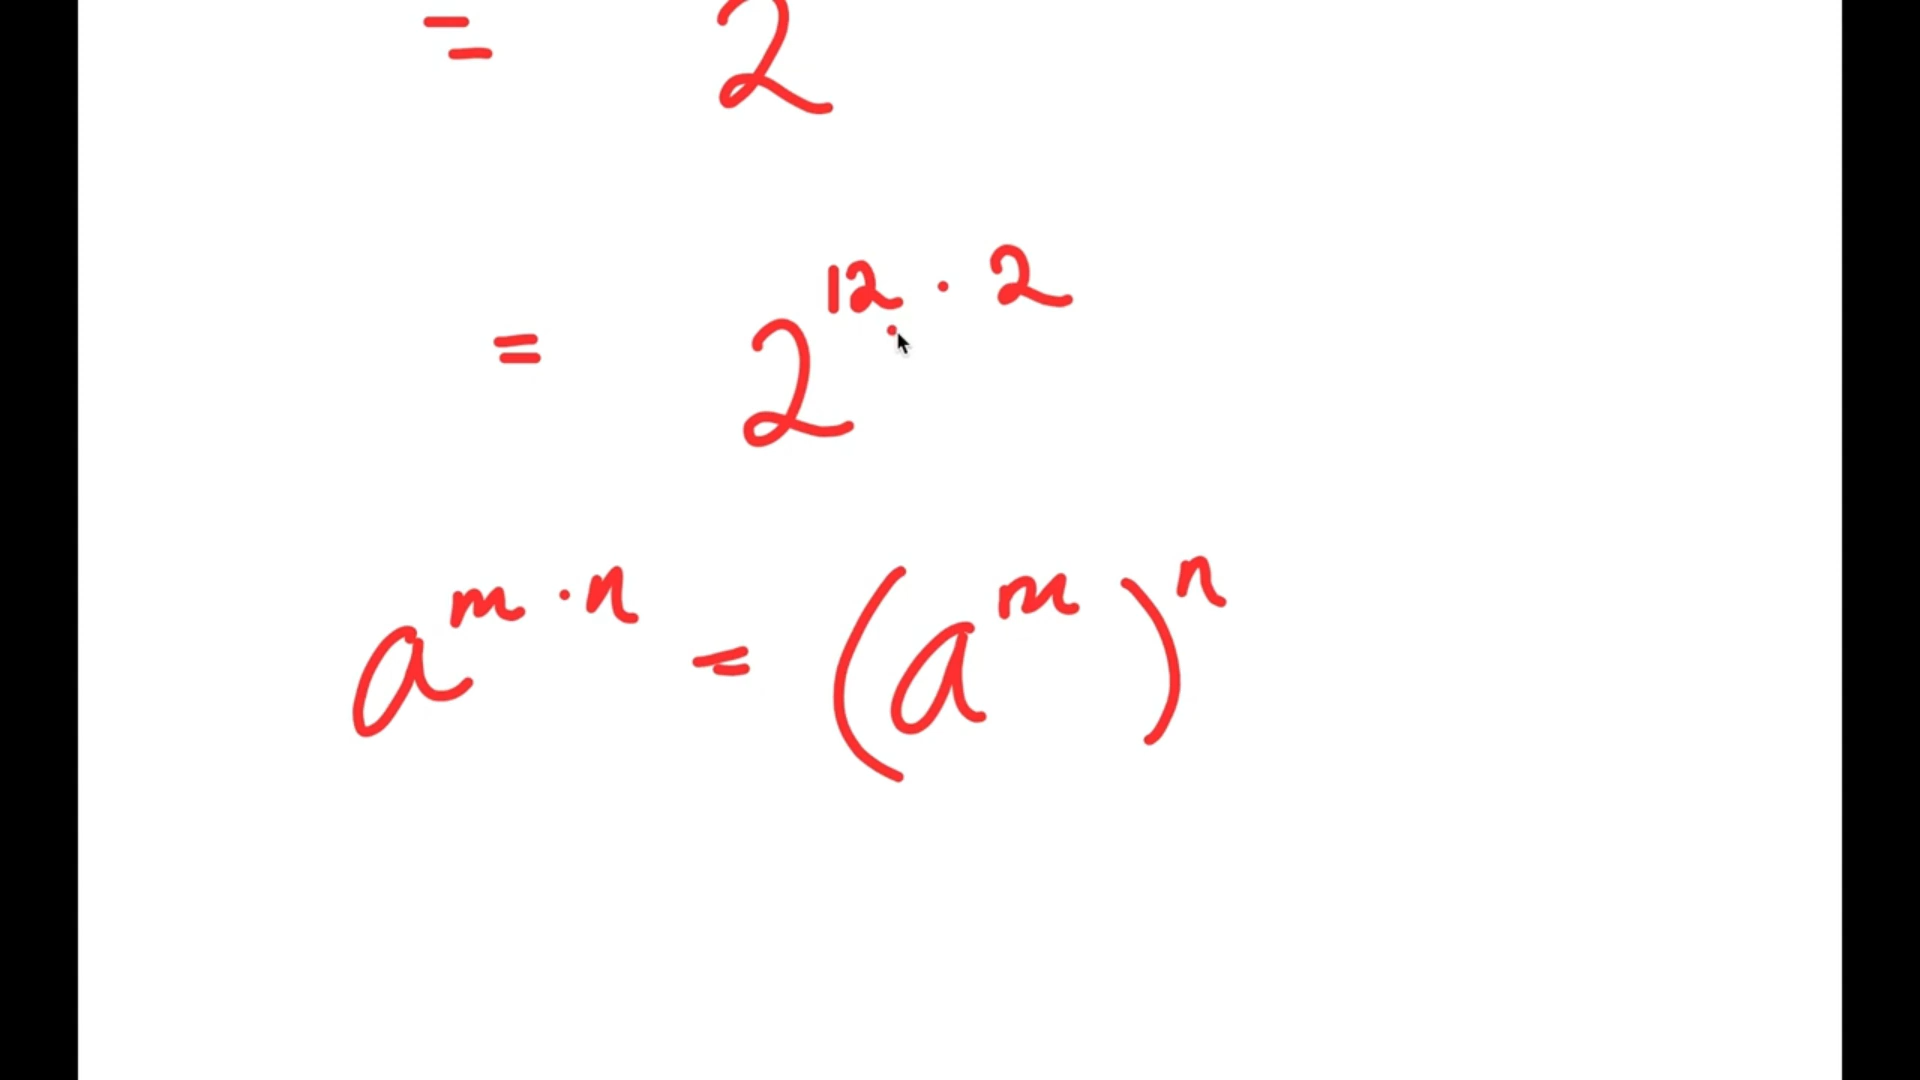 = 2
= 2^{12 · 2}
a^{m · n} = (a^m)^n